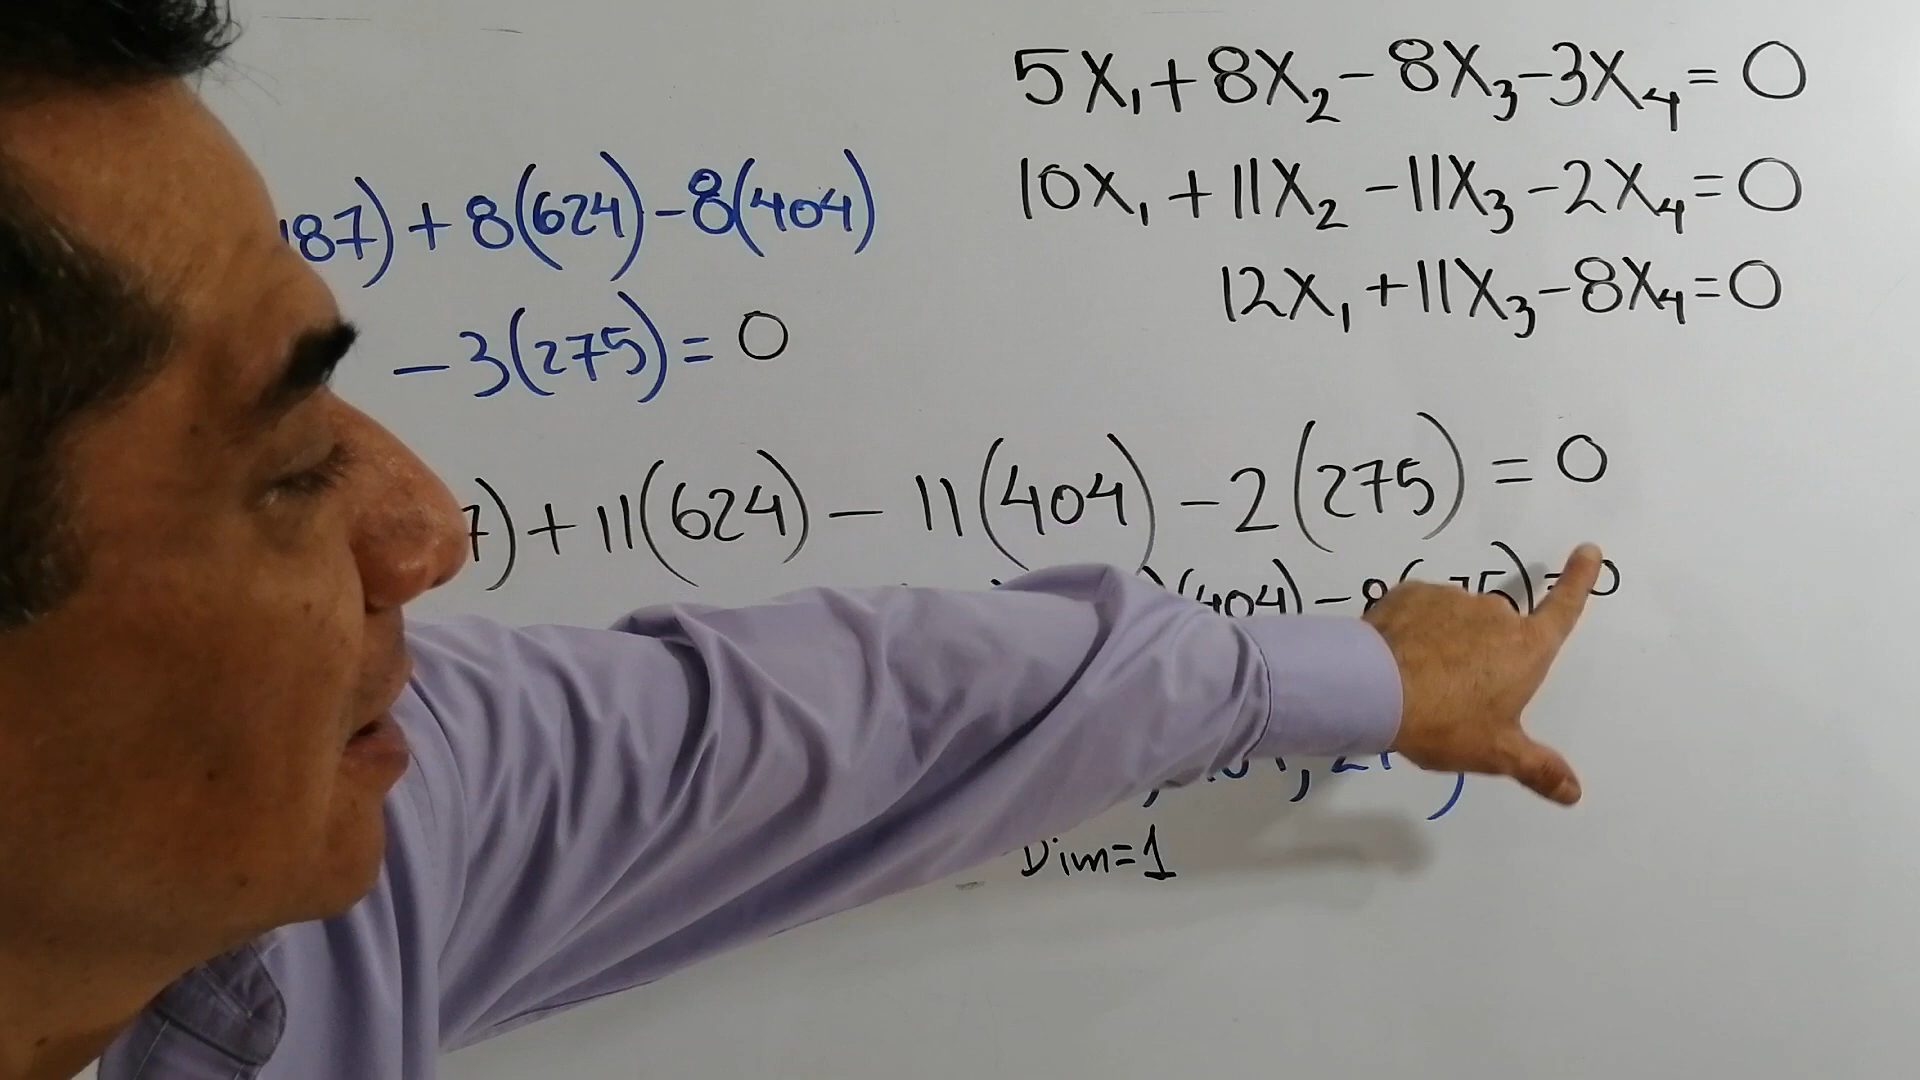 5X₁+8X₂-8X₃-3X₄=0
10X₁+11X₂-11X₃-2X₄=0
12X₁+11X₃-8X₄=0
187)+8(624)-8(404)
-3(275)=0
7)+11(624)-11(404)-2(275)=0
(404)-8( 75)=0
Dim=1